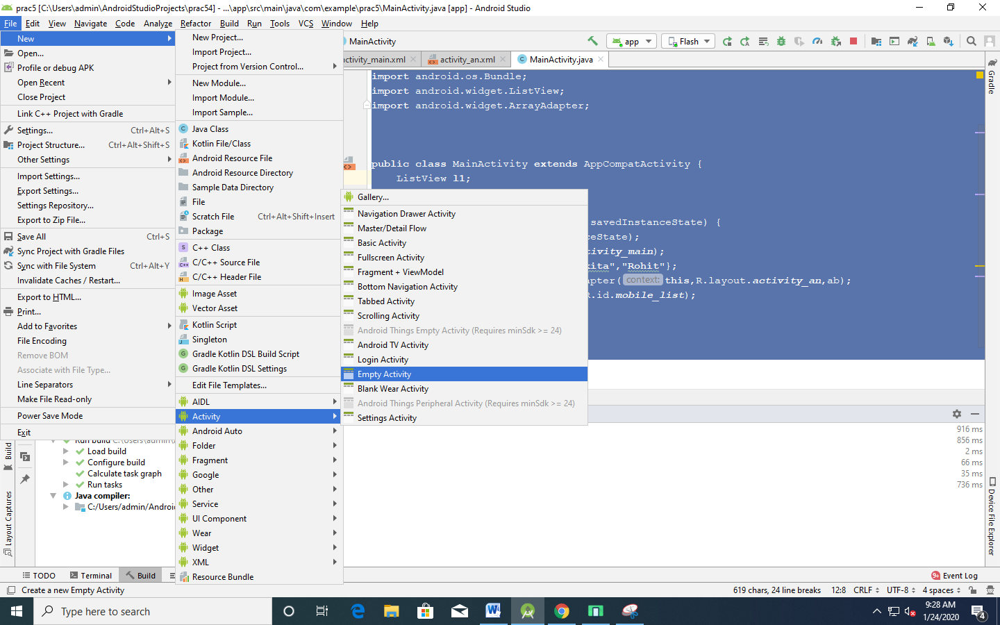 prac5 [C:\Users\admin\AndroidStudioProjects\prac54] - ...\app\src\main\java\com\example\prac5\MainActivity.java [app] - Android Studio
File Edit View Navigate Code Analyze Refactor Build Run Tools VCS Window Help
MainActivity
app
Flash
ctivity_main.xml
activity_an.xml
MainActivity.java
New
Open...
Profile or debug APK
Open Recent
Close Project
Link C++ Project with Gradle
Settings... Ctrl+Alt+S
Project Structure... Ctrl+Alt+Shift+S
Other Settings
Import Settings...
Export Settings...
Settings Repository...
Export to Zip File...
Save All Ctrl+S
Sync Project with Gradle Files
Sync with File System Ctrl+Alt+Y
Invalidate Caches / Restart...
Export to HTML...
Print...
Add to Favorites
File Encoding
Remove BOM
Associate with File Type...
Line Separators
Make File Read-only
Power Save Mode
Exit
New Project...
Import Project...
Project from Version Control...
New Module...
Import Module...
Import Sample...
Java Class
Kotlin File/Class
Android Resource File
Android Resource Directory
Sample Data Directory
File
Scratch File Ctrl+Alt+Shift+Insert
Package
C++ Class
C/C++ Source File
C/C++ Header File
Image Asset
Vector Asset
Kotlin Script
Singleton
Gradle Kotlin DSL Build Script
Gradle Kotlin DSL Settings
Edit File Templates...
AIDL
Activity
Android Auto
Folder
Fragment
Google
Other
Service
UI Component
Wear
Widget
XML
Resource Bundle
Gallery...
Navigation Drawer Activity
Master/Detail Flow
Basic Activity
Fullscreen Activity
Fragment + ViewModel
Bottom Navigation Activity
Tabbed Activity
Scrolling Activity
Android Things Empty Activity (Requires minSdk >= 24)
Android TV Activity
Login Activity
Empty Activity
Blank Wear Activity
Android Things Peripheral Activity (Requires minSdk >= 24)
Settings Activity
import android.os.Bundle;
import android.widget.ListView;
import android.widget.ArrayAdapter;
public class MainActivity extends AppCompatActivity {
ListView l1;
savedInstanceState) {
ceState);
tivity_main);
kita","Rohit"};
apter( context: this,R.layout.activity_an,ab);
R.id.mobile_list);
Gradle
Device File Explorer
Build
Layout Captures
Run build C:\Users\admin\
Load build
Configure build
Calculate task graph
Run tasks
Java compiler:
C:/Users/admin/Androi
916 ms
856 ms
2 ms
66 ms
35 ms
736 ms
TODO
Terminal
Build
9+ Event Log
Create a new Empty Activity
619 chars, 24 line breaks 12:8 CRLF UTF-8 4 spaces
Type here to search
9:28 AM
1/24/2020
4